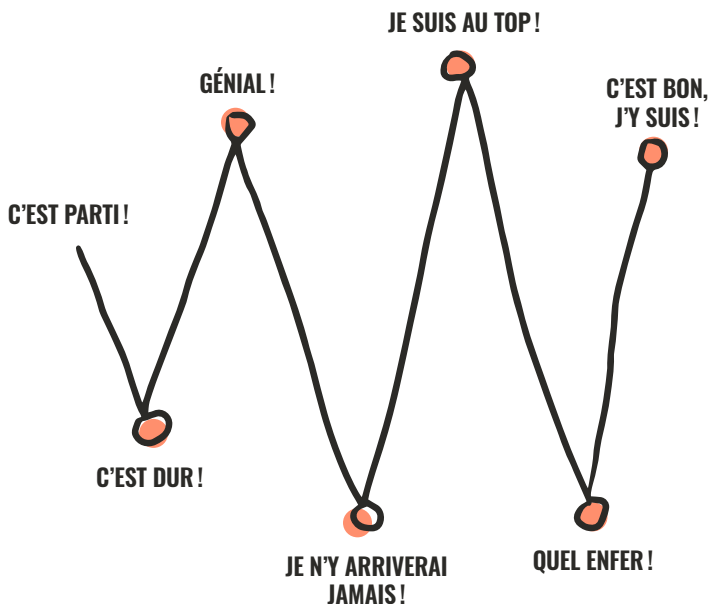 C'EST PARTI !
C'EST DUR !
GÉNIAL !
JE N'Y ARRIVERAI
JAMAIS !
JE SUIS AU TOP !
QUEL ENFER !
C'EST BON,
J'Y SUIS !